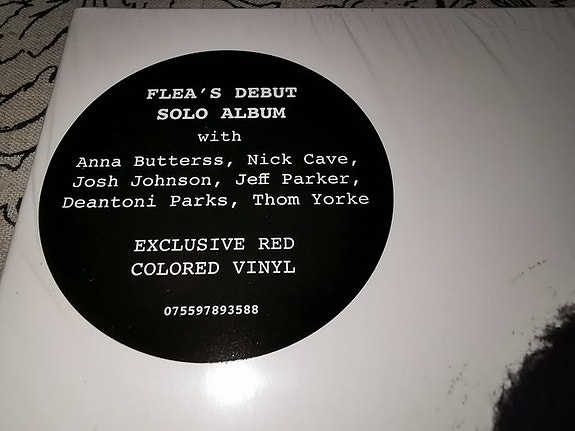 FLEA'S DEBUT
SOLO ALBUM
with
Anna Butterss, Nick Cave,
Josh Johnson, Jeff Parker,
Deantoni Parks, Thom Yorke
EXCLUSIVE RED
COLORED VINYL
075597893588